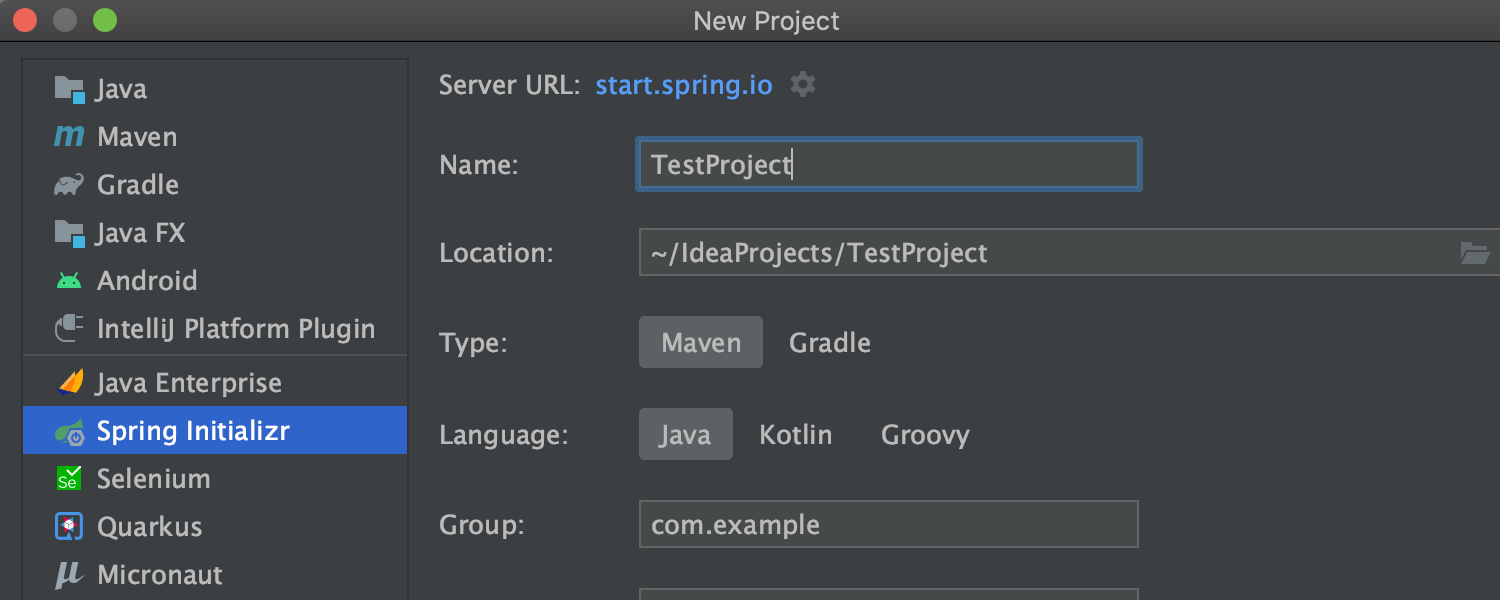 New Project
Java
Maven
Gradle
Java FX
Android
IntelliJ Platform Plugin
Java Enterprise
Spring Initializr
Selenium
Quarkus
Micronaut
Server URL: start.spring.io
Name: TestProject
Location: ~/IdeaProjects/TestProject
Type: Maven Gradle
Language: Java Kotlin Groovy
Group: com.example